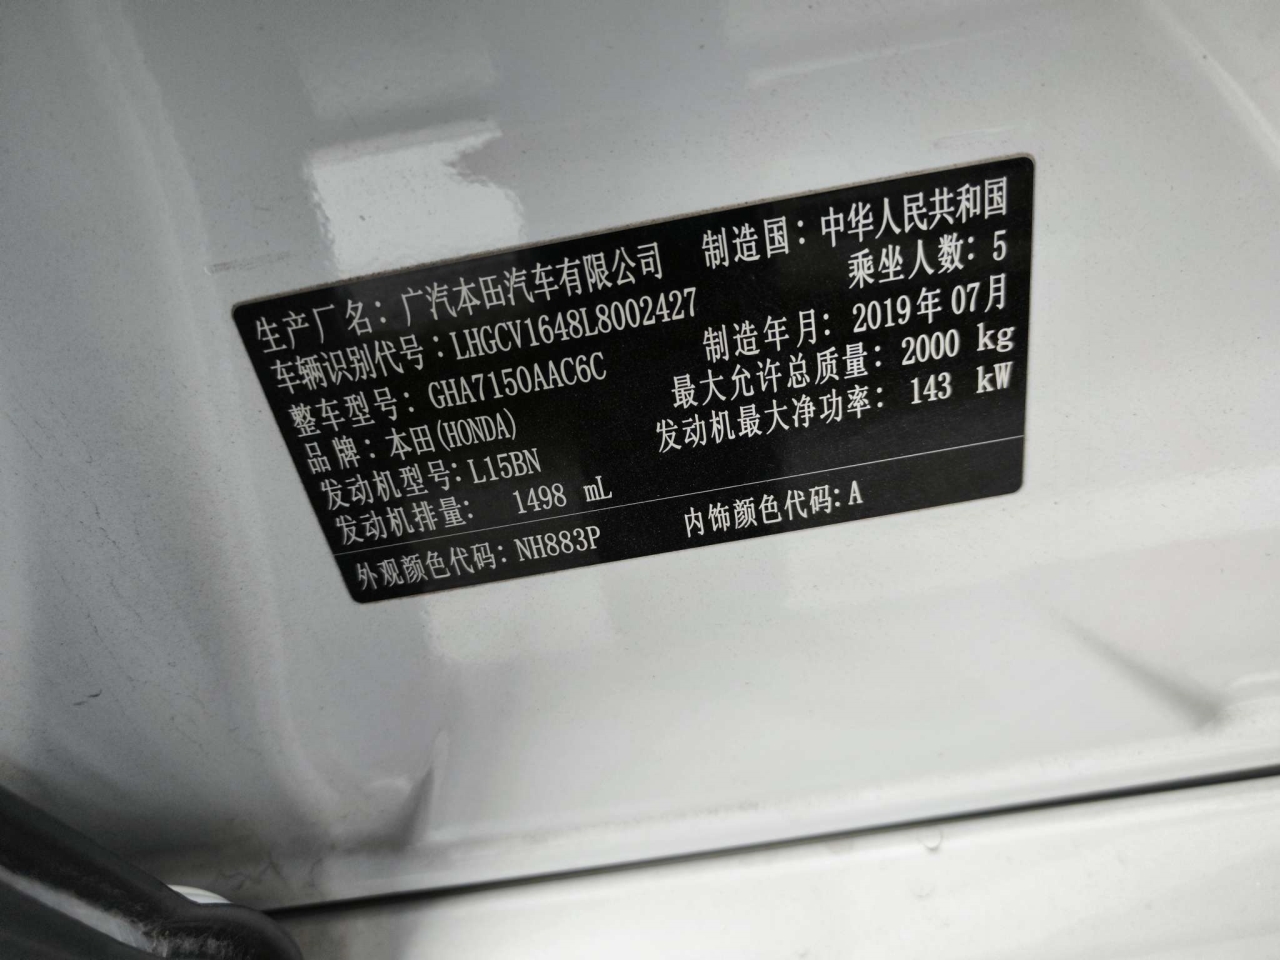 生产厂名：广汽本田汽车有限公司 制造国：中华人民共和国
车辆识别代号：LHGCV1648L8002427 乘坐人数：5
整车型号：GHA7150AAC6C 制造年月：2019年07月
品牌：本田(HONDA) 最大允许总质量：2000 kg
发动机型号：L15BN 发动机最大净功率：143 kW
发动机排量： 1498 mL
外观颜色代码：NH883P 内饰颜色代码：A